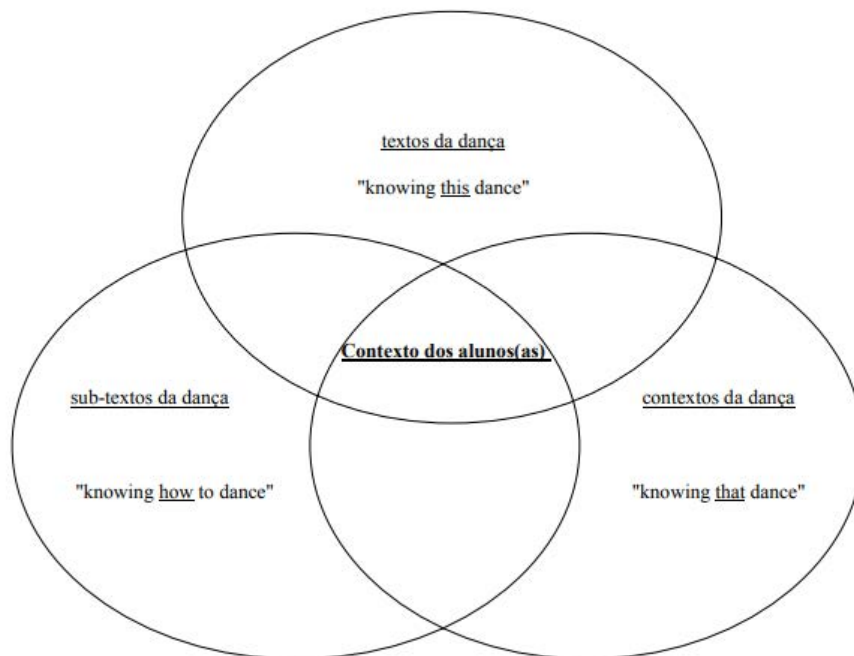 textos da dança
"knowing this dance"
Contexto dos alunos(as)
sub-textos da dança
contextos da dança
"knowing how to dance"
"knowing that dance"